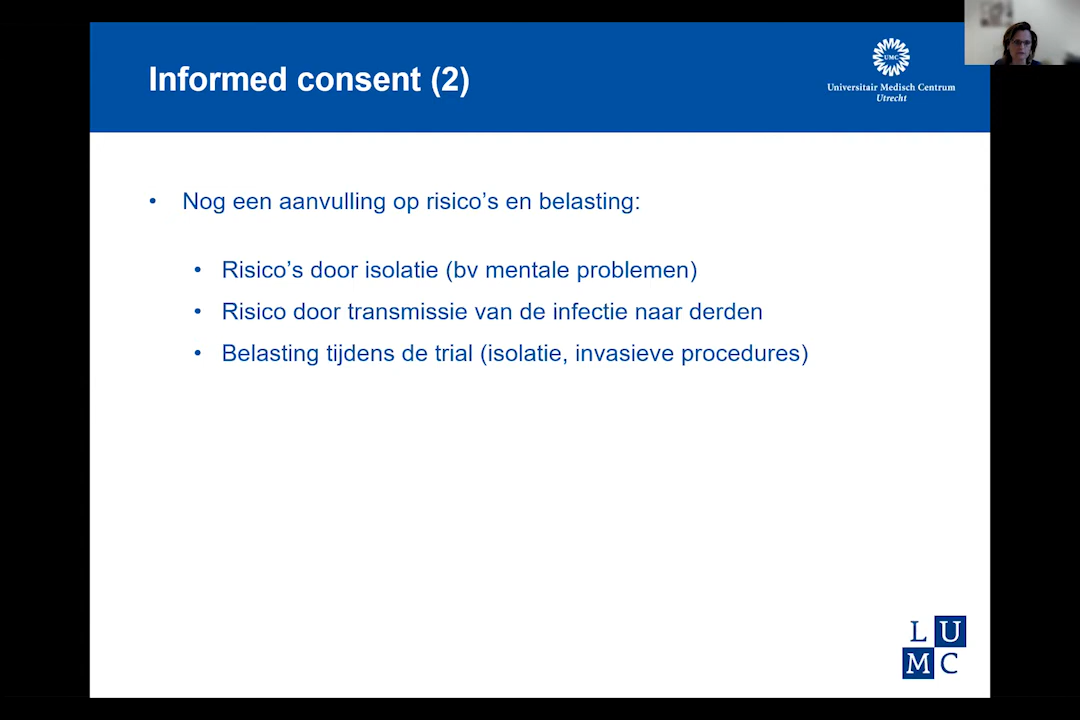 Informed consent (2)
UMC
Universitair Medisch Centrum
Utrecht
• Nog een aanvulling op risico’s en belasting:
• Risico’s door isolatie (bv mentale problemen)
• Risico door transmissie van de infectie naar derden
• Belasting tijdens de trial (isolatie, invasieve procedures)
L U
M C